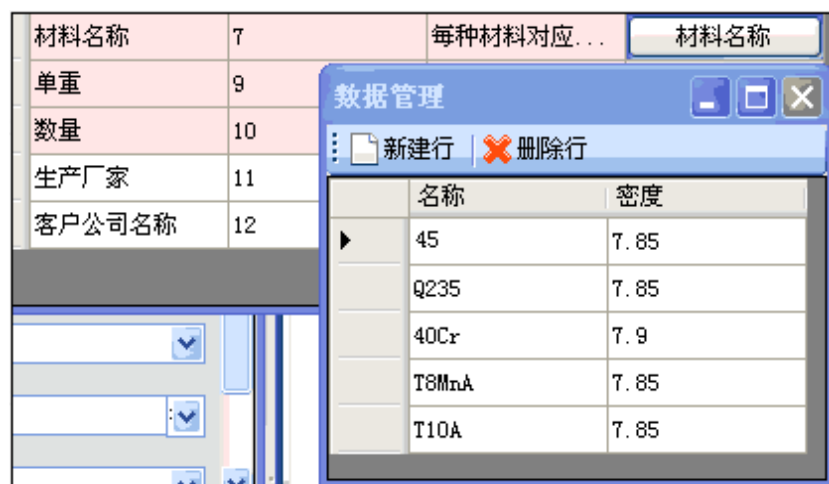 材料名称 7 每种材料对应... 材料名称
单重 9
数量 10
生产厂家 11
客户公司名称 12
数据管理
新建行 删除行
名称 密度
45 7.85
Q235 7.85
40Cr 7.9
T8MnA 7.85
T10A 7.85